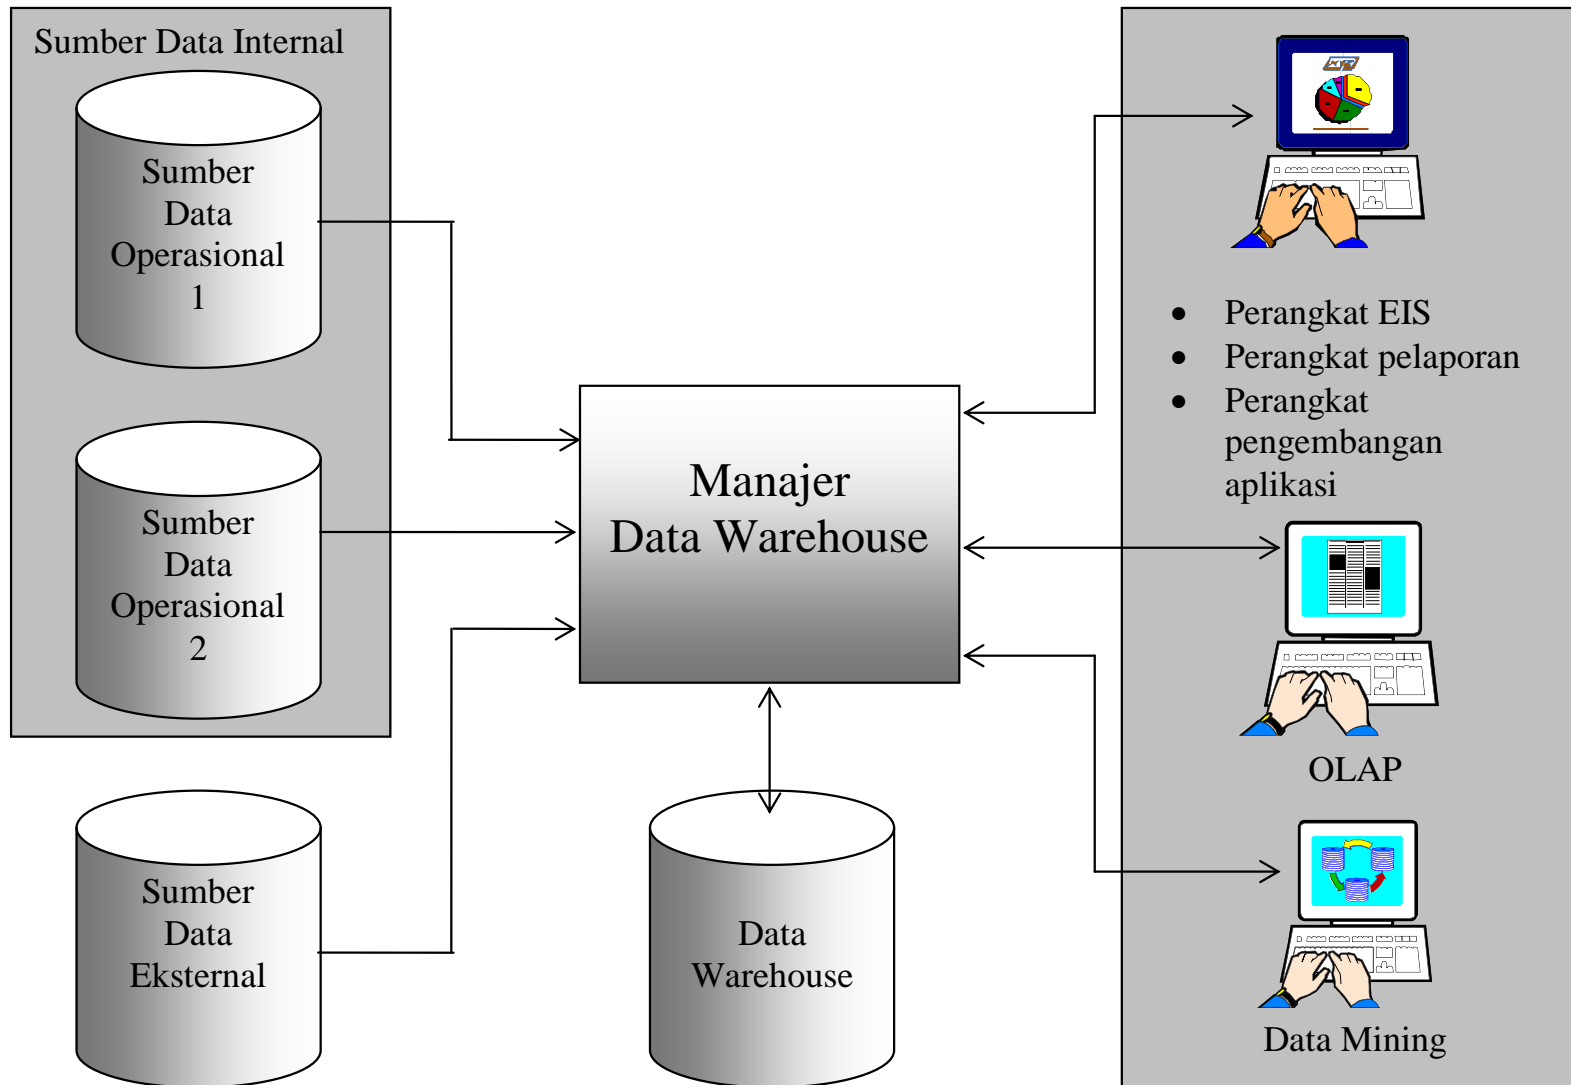 Sumber Data Internal
Sumber
Data
Operasional
1
Sumber
Data
Operasional
2
Sumber
Data
Eksternal
Manajer
Data Warehouse
Data
Warehouse
• Perangkat EIS
• Perangkat pelaporan
• Perangkat
pengembangan
aplikasi
OLAP
Data Mining